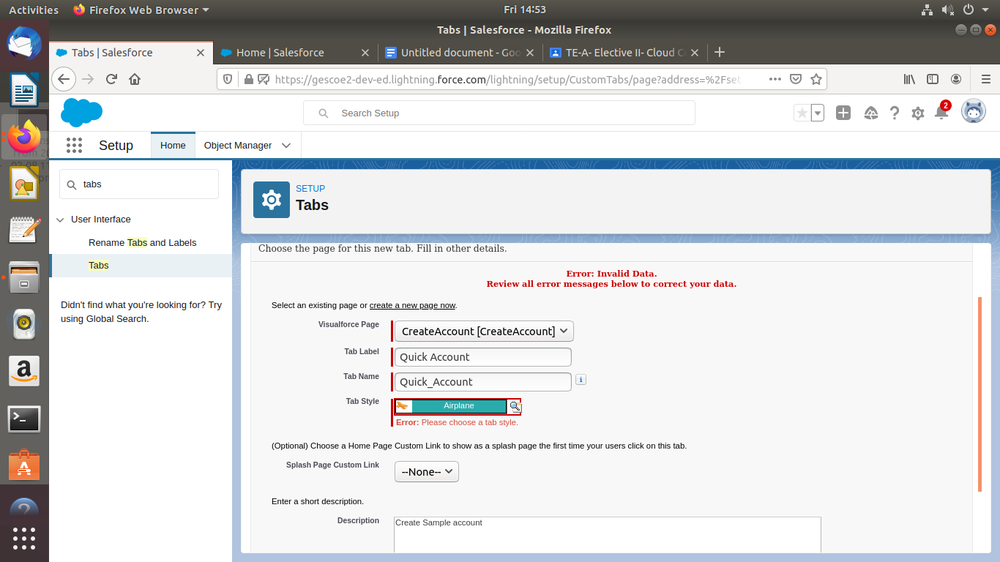 Activities Firefox Web Browser Fri 14:53
Tabs | Salesforce - Mozilla Firefox
Tabs | Salesforce Home | Salesforce Untitled document - Goo TE-A- Elective II- Cloud C
https://gescoe2-dev-ed.lightning.force.com/lightning/setup/CustomTabs/page?address=%2Fset
Search Setup 2
Setup Home Object Manager
tabs
User Interface
Rename Tabs and Labels
Tabs
Didn't find what you're looking for? Try
using Global Search.
SETUP
Tabs
Choose the page for this new tab. Fill in other details.
Error: Invalid Data.
Review all error messages below to correct your data.
Select an existing page or create a new page now.
Visualforce Page CreateAccount [CreateAccount]
Tab Label Quick Account
Tab Name Quick_Account i
Tab Style Airplane
Error: Please choose a tab style.
(Optional) Choose a Home Page Custom Link to show as a splash page the first time your users click on this tab.
Splash Page Custom Link --None--
Enter a short description.
Description Create Sample account